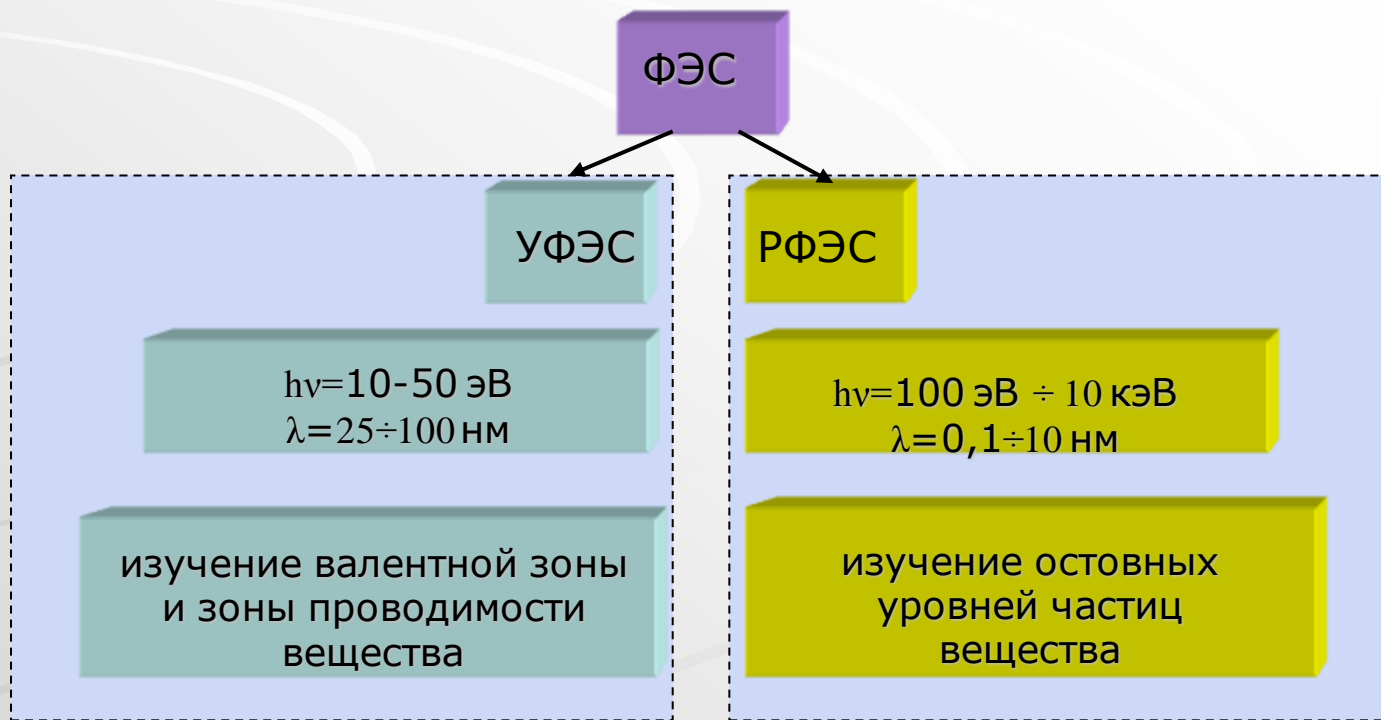 ФЭС
УФЭС
hν=10-50 эВ
λ=25÷100 нм
изучение валентной зоны
и зоны проводимости
вещества
РФЭС
hν=100 эВ ÷ 10 кэВ
λ=0,1÷10 нм
изучение остовных
уровней частиц
вещества